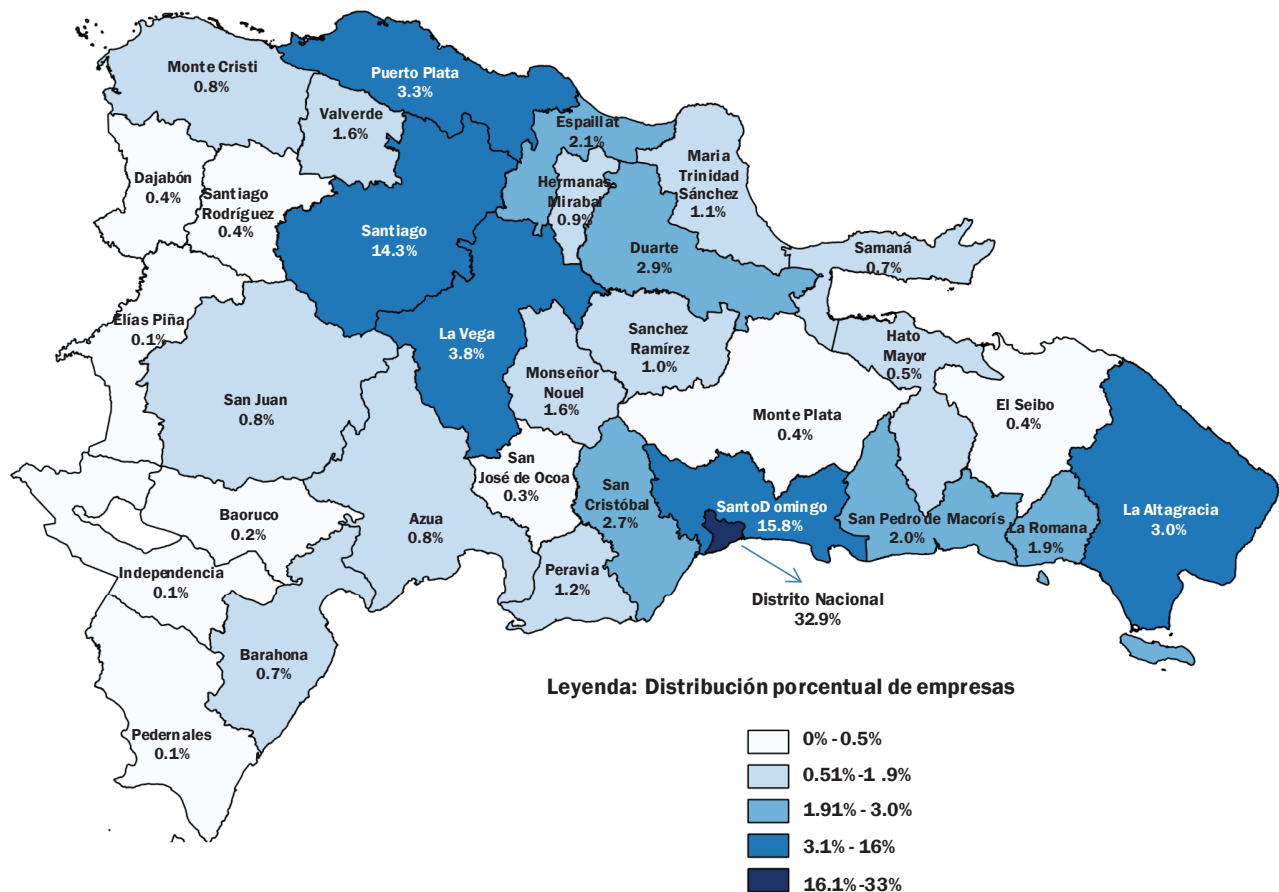 Monte Cristi
0.8%
Puerto Plata
3.3%
Valverde
1.6%
Espaillat
2.1%
Maria
Trinidad
Sánchez
1.1%
Dajabón
0.4%
Santiago
Rodríguez
0.4%
Hermanas
Mirabal
0.9%
Santiago
14.3%
Duarte
2.9%
Samaná
0.7%
Elías Piña
0.1%
La Vega
3.8%
Sanchez
Ramírez
1.0%
Hato
Mayor
0.5%
San Juan
0.8%
Monseñor
Nouel
1.6%
Monte Plata
0.4%
El Seibo
0.4%
San
José de Ocoa
0.3%
San
Cristóbal
2.7%
SantoDomingo
15.8%
San Pedro de Macorís
2.0%
La Romana
1.9%
La Altagracia
3.0%
Baoruco
0.2%
Azua
0.8%
Independencia
0.1%
Peravia
1.2%
Distrito Nacional
32.9%
Barahona
0.7%
Pedernales
0.1%
Leyenda: Distribución porcentual de empresas
0% - 0.5%
0.51% -1 .9%
1.91% - 3.0%
3.1% - 16%
16.1% -33%